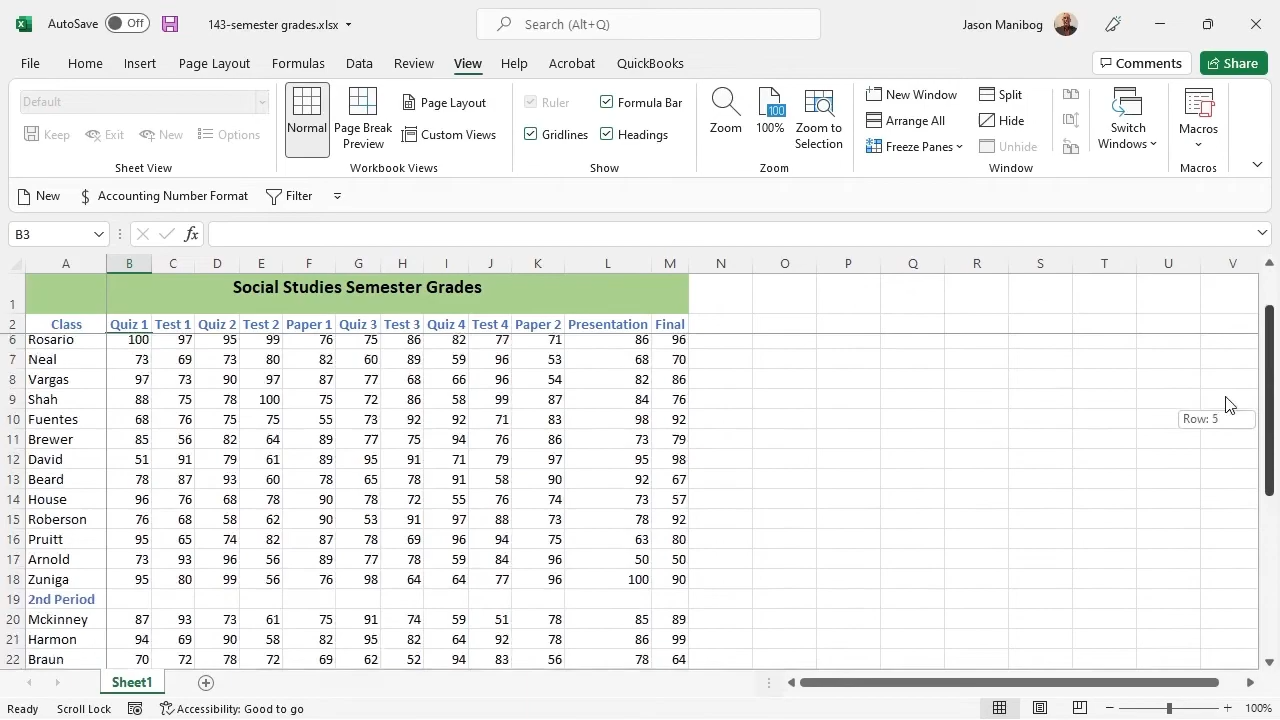 AutoSave Off 143-semester grades.xlsx Search (Alt+Q) Jason Manibog
File Home Insert Page Layout Formulas Data Review View Help Acrobat QuickBooks Comments Share
Default
Keep Exit New Options
Sheet View
Normal
Page Break Preview
Page Layout
Custom Views
Workbook Views
Ruler Formula Bar
Gridlines Headings
Show
Zoom
100
100%
Zoom to Selection
Zoom
New Window Split
Arrange All Hide
Freeze Panes Unhide
Switch Windows
Window
Macros
Macros
New $ Accounting Number Format Filter
B3 fx
A B C D E F G H I J K L M N O P Q R S T U V
1 Social Studies Semester Grades
2 Class Quiz 1 Test 1 Quiz 2 Test 2 Paper 1 Quiz 3 Test 3 Quiz 4 Test 4 Paper 2 Presentation Final
6 Rosario 100 97 95 99 76 75 86 82 77 71 86 96
7 Neal 73 69 73 80 82 60 89 59 96 53 68 70
8 Vargas 97 73 90 97 87 77 68 66 96 54 82 86
9 Shah 88 75 78 100 75 72 86 58 99 87 84 76
10 Fuentes 68 76 75 75 55 73 92 92 71 83 98 92
Row: 5
11 Brewer 85 56 82 64 89 77 75 94 76 86 73 79
12 David 51 91 79 61 89 95 91 71 79 97 95 98
13 Beard 78 87 93 60 78 65 78 91 58 90 92 67
14 House 96 76 68 78 90 78 72 55 76 74 73 57
15 Roberson 76 68 58 62 90 53 91 97 88 73 78 92
16 Pruitt 95 65 74 82 87 78 69 96 94 75 63 80
17 Arnold 73 93 96 56 89 77 78 59 84 96 50 50
18 Zuniga 95 80 99 56 76 98 64 64 77 96 100 90
19 2nd Period
20 Mckinney 87 93 73 61 75 91 74 59 51 78 85 89
21 Harmon 94 69 90 58 82 95 82 64 92 78 86 99
22 Braun 70 72 78 72 69 62 52 94 83 56 78 64
Sheet1
Ready Scroll Lock Accessibility: Good to go 100%